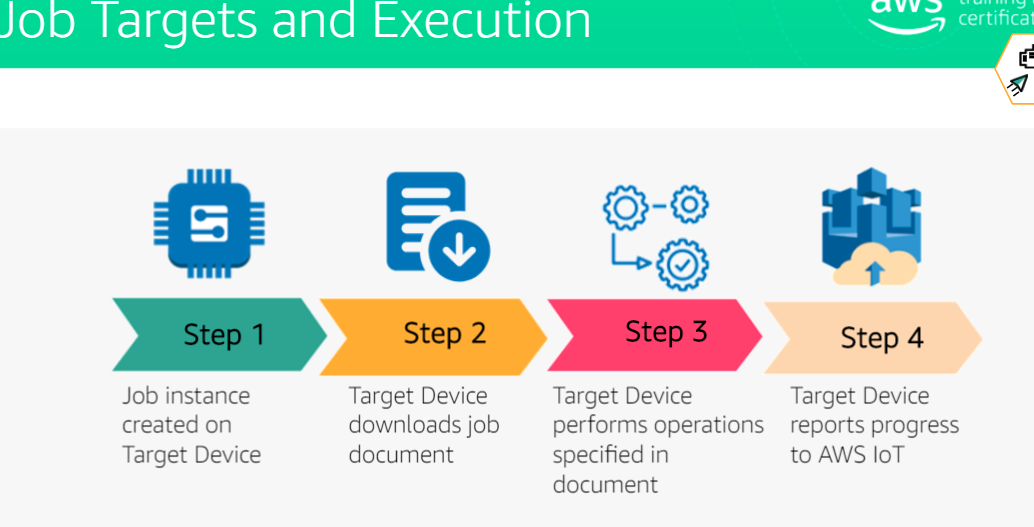 Job Targets and Execution
aws
Step 1
Step 2
Step 3
Step 4
Job instance
created on
Target Device
Target Device
downloads job
document
Target Device
performs operations
specified in
document
Target Device
reports progress
to AWS IoT